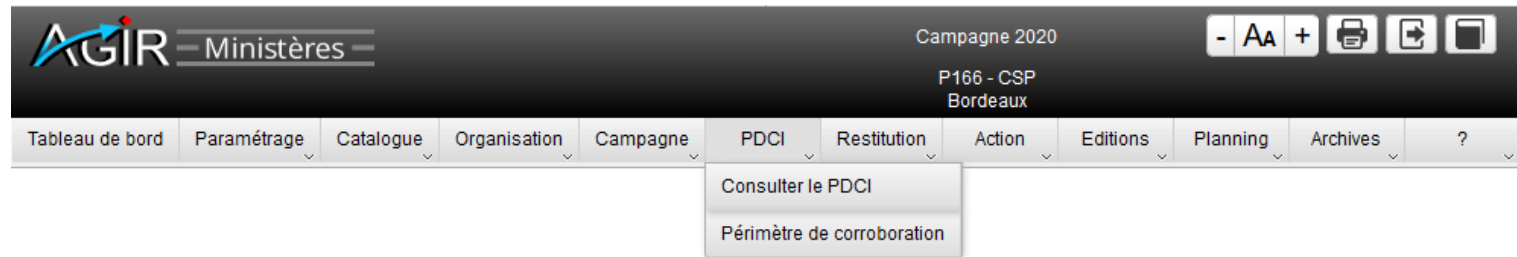 AGIR Ministères
Campagne 2020
- AA +
P166 - CSP
Bordeaux
Tableau de bord Paramétrage Catalogue Organisation Campagne PDCI Restitution Action Editions Planning Archives ?
Consulter le PDCI
Périmètre de corroboration